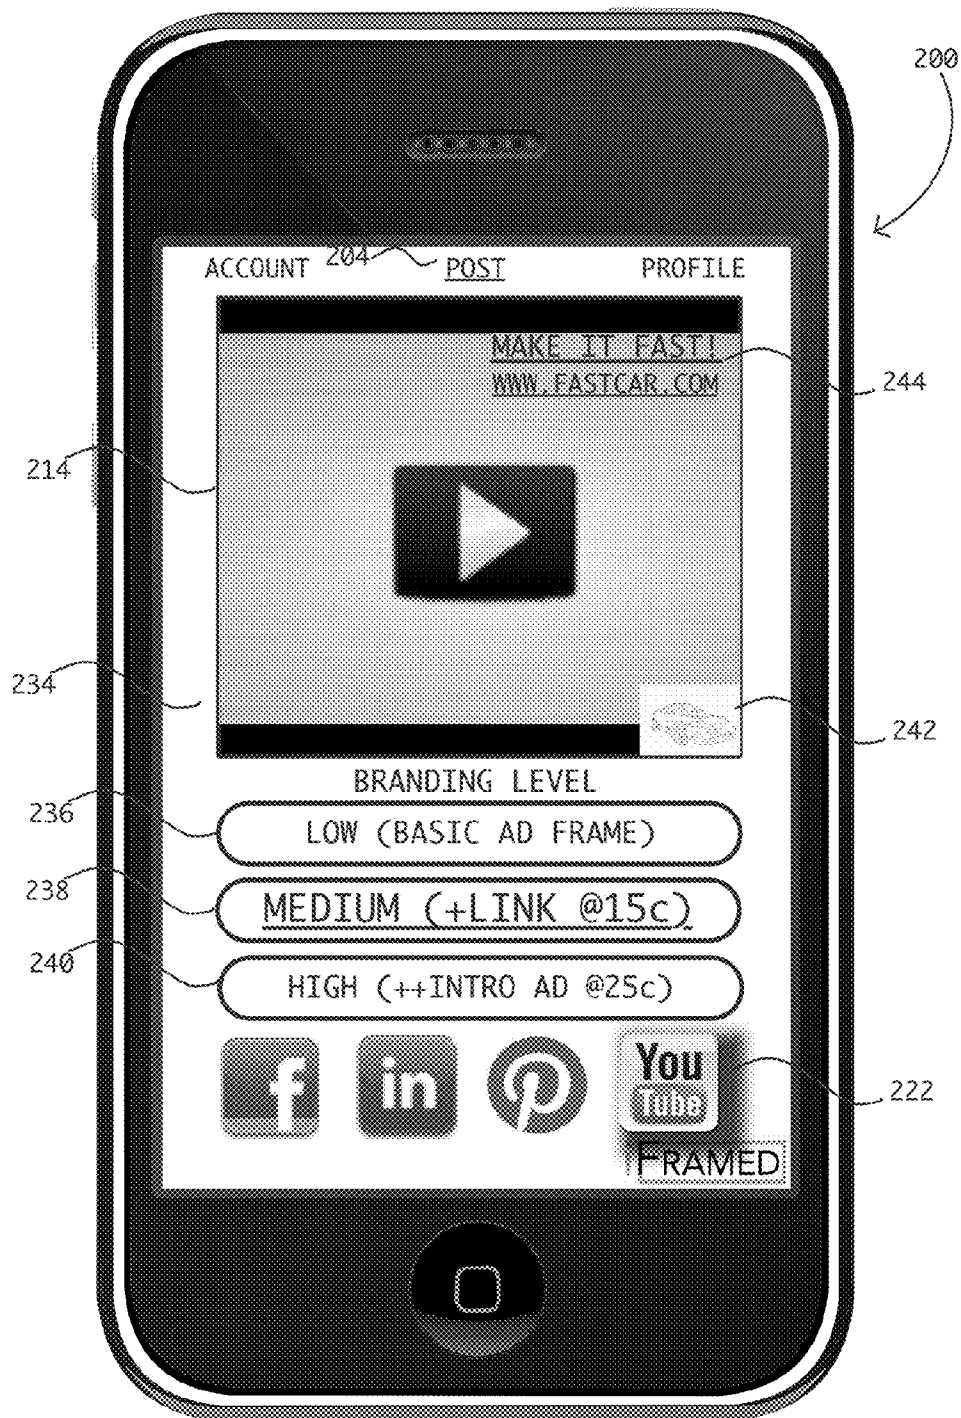 200
204
ACCOUNT POST PROFILE
MAKE IT FAST!
WWW.FASTCAR.COM
244
214
234
242
BRANDING LEVEL
236
LOW (BASIC AD FRAME)
238
MEDIUM (+LINK @15c)
240
HIGH (++INTRO AD @25c)
f in P You Tube
222
FRAMED